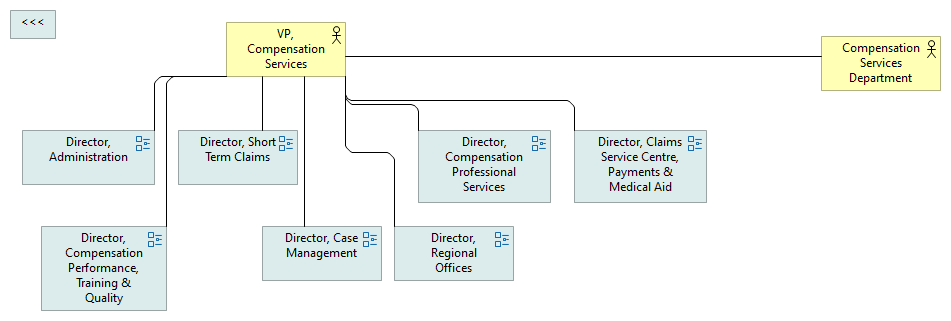 <<<
VP,
Compensation
Services
Compensation
Services
Department
Director,
Administration
Director, Short
Term Claims
Director,
Compensation
Professional
Services
Director, Claims
Service Centre,
Payments &
Medical Aid
Director,
Compensation
Performance,
Training &
Quality
Director, Case
Management
Director,
Regional
Offices